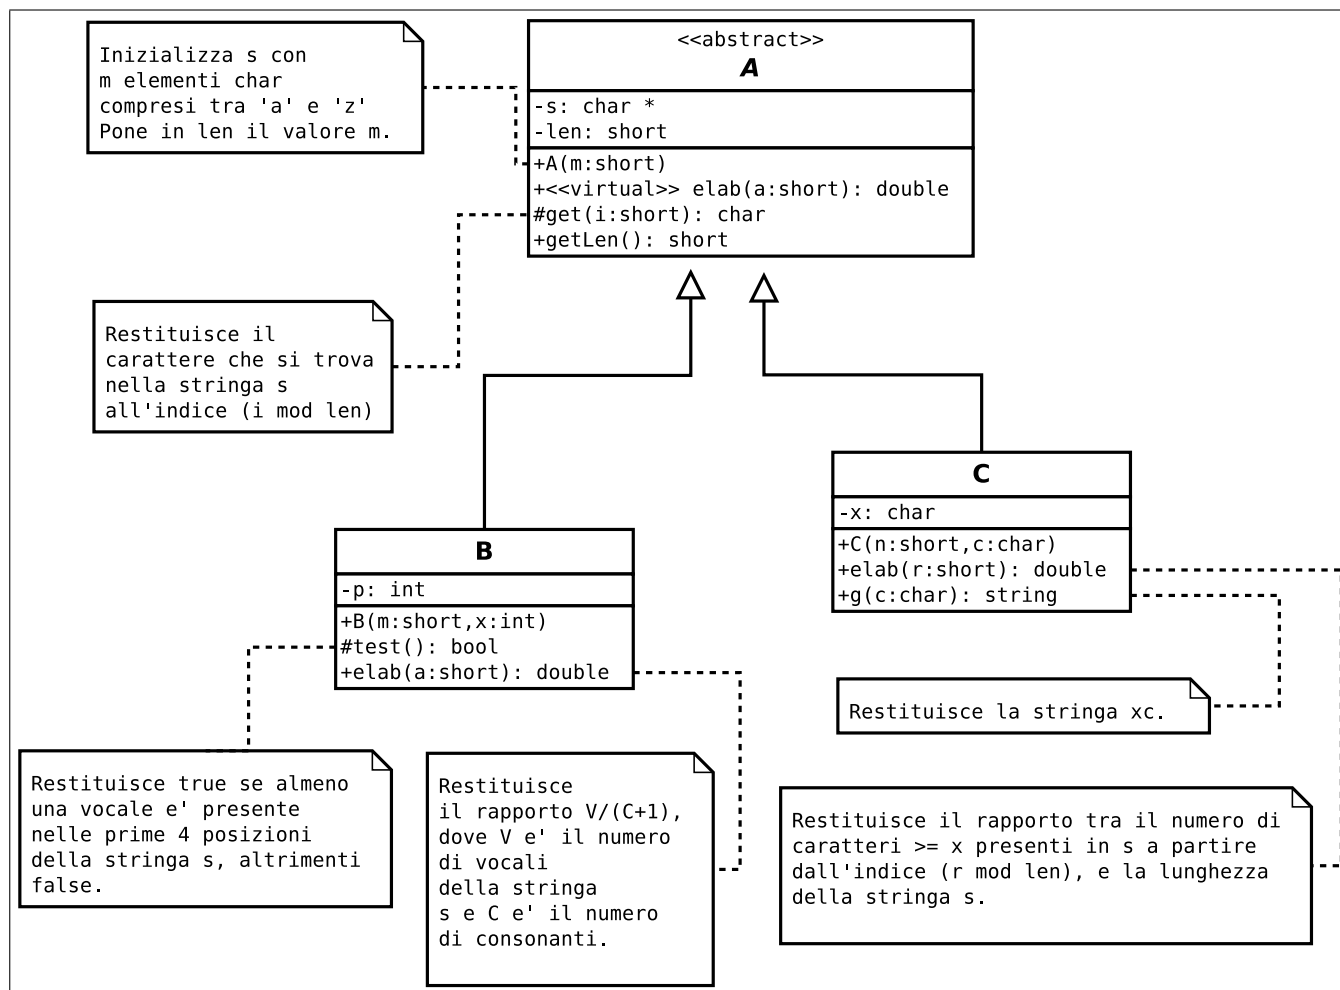 Inizializza s con
m elementi char
compresi tra 'a' e 'z'
Pone in len il valore m.
<<abstract>>
A
-s: char *
-len: short
+A(m:short)
+<<virtual>> elab(a:short): double
#get(i:short): char
+getLen(): short
Restituisce il
carattere che si trova
nella stringa s
all'indice (i mod len)
C
-x: char
+C(n:short,c:char)
+elab(r:short): double
+g(c:char): string
B
-p: int
+B(m:short,x:int)
#test(): bool
+elab(a:short): double
Restituisce la stringa xc.
Restituisce true se almeno
una vocale e' presente
nelle prime 4 posizioni
della stringa s, altrimenti
false.
Restituisce
il rapporto V/(C+1),
dove V e' il numero
di vocali
della stringa
s e C e' il numero
di consonanti.
Restituisce il rapporto tra il numero di
caratteri >= x presenti in s a partire
dall'indice (r mod len), e la lunghezza
della stringa s.